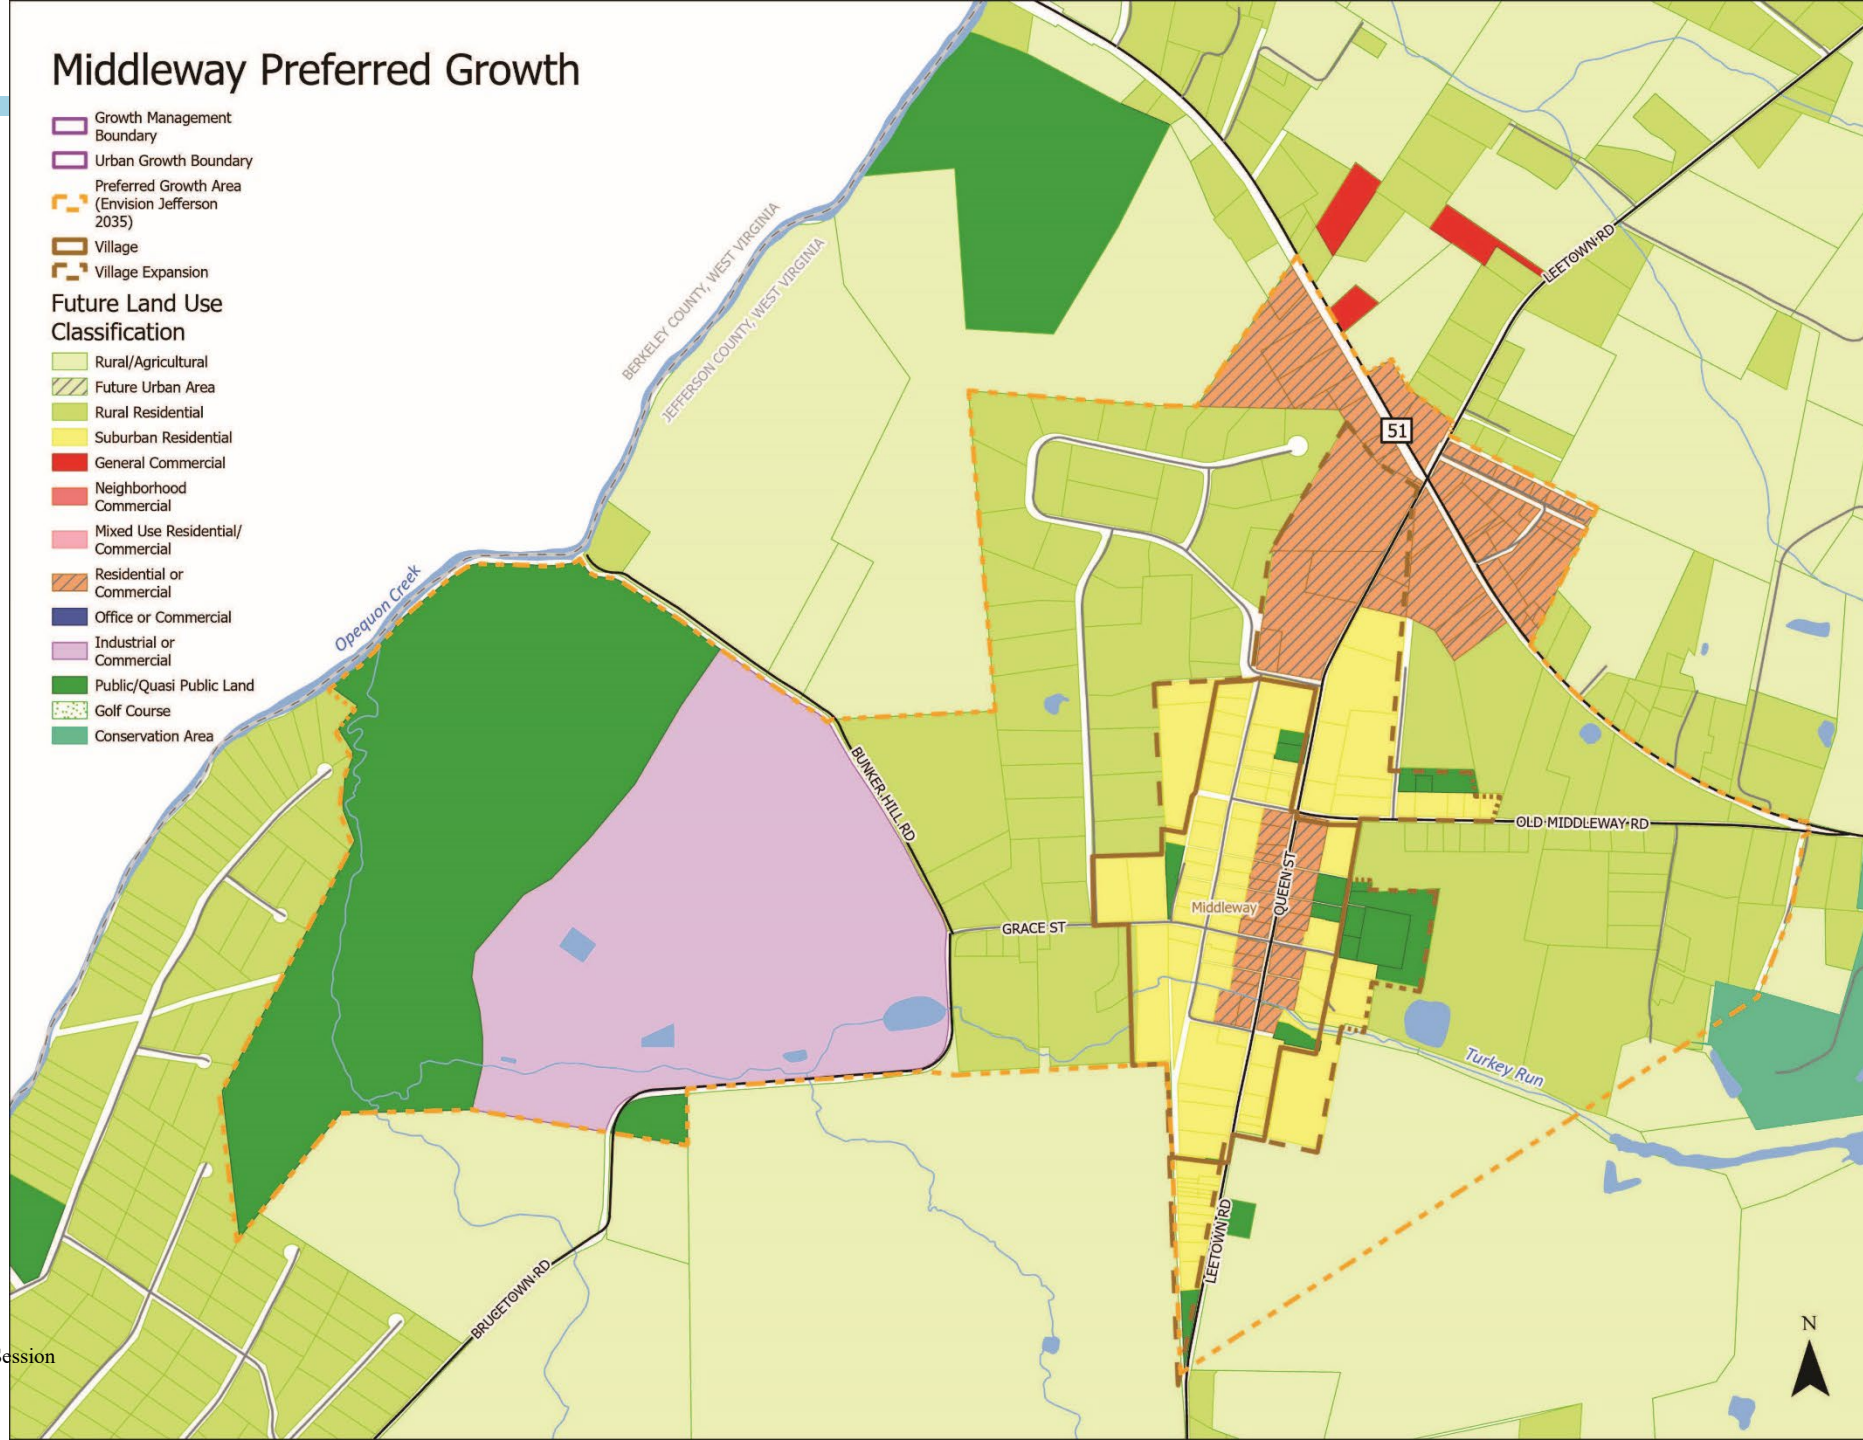 Middleway Preferred Growth
Growth Management
Boundary
Urban Growth Boundary
Preferred Growth Area
(Envision Jefferson
2035)
Village
Village Expansion
Future Land Use
Classification
Rural/Agricultural
Future Urban Area
Rural Residential
Suburban Residential
General Commercial
Neighborhood
Commercial
Mixed Use Residential/
Commercial
Residential or
Commercial
Office or Commercial
Industrial or
Commercial
Public/Quasi Public Land
Golf Course
Conservation Area
BERKELEY COUNTY, WEST VIRGINIA
JEFFERSON COUNTY, WEST VIRGINIA
LEETOWN RD
51
Opequon Creek
BUNKER HILL RD
OLD MIDDLEWAY RD
QUEEN ST
Middleway
GRACE ST
Turkey Run
LEETOWN RD
BRUCETOWN RD
N
Session